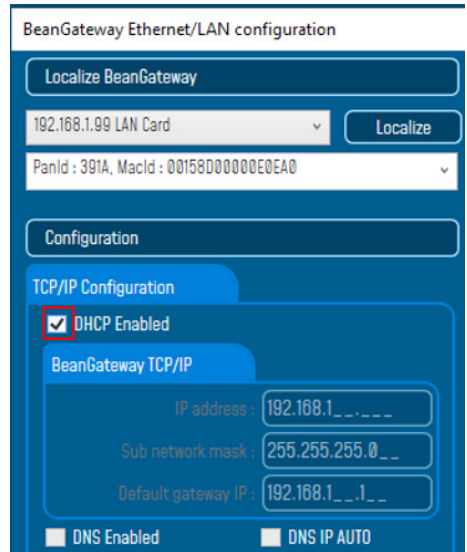 BeanGateway Ethernet/LAN configuration
Localize BeanGateway
192.168.1.99 LAN Card
Localize
PanId : 391A, MacId : 00158D00000E0EA0
Configuration
TCP/IP Configuration
DHCP Enabled
BeanGateway TCP/IP
IP address : 192.168.1__.___
Sub network mask : 255.255.255.0__
Default gateway IP : 192.168.1__.1__
DNS Enabled DNS IP AUTO